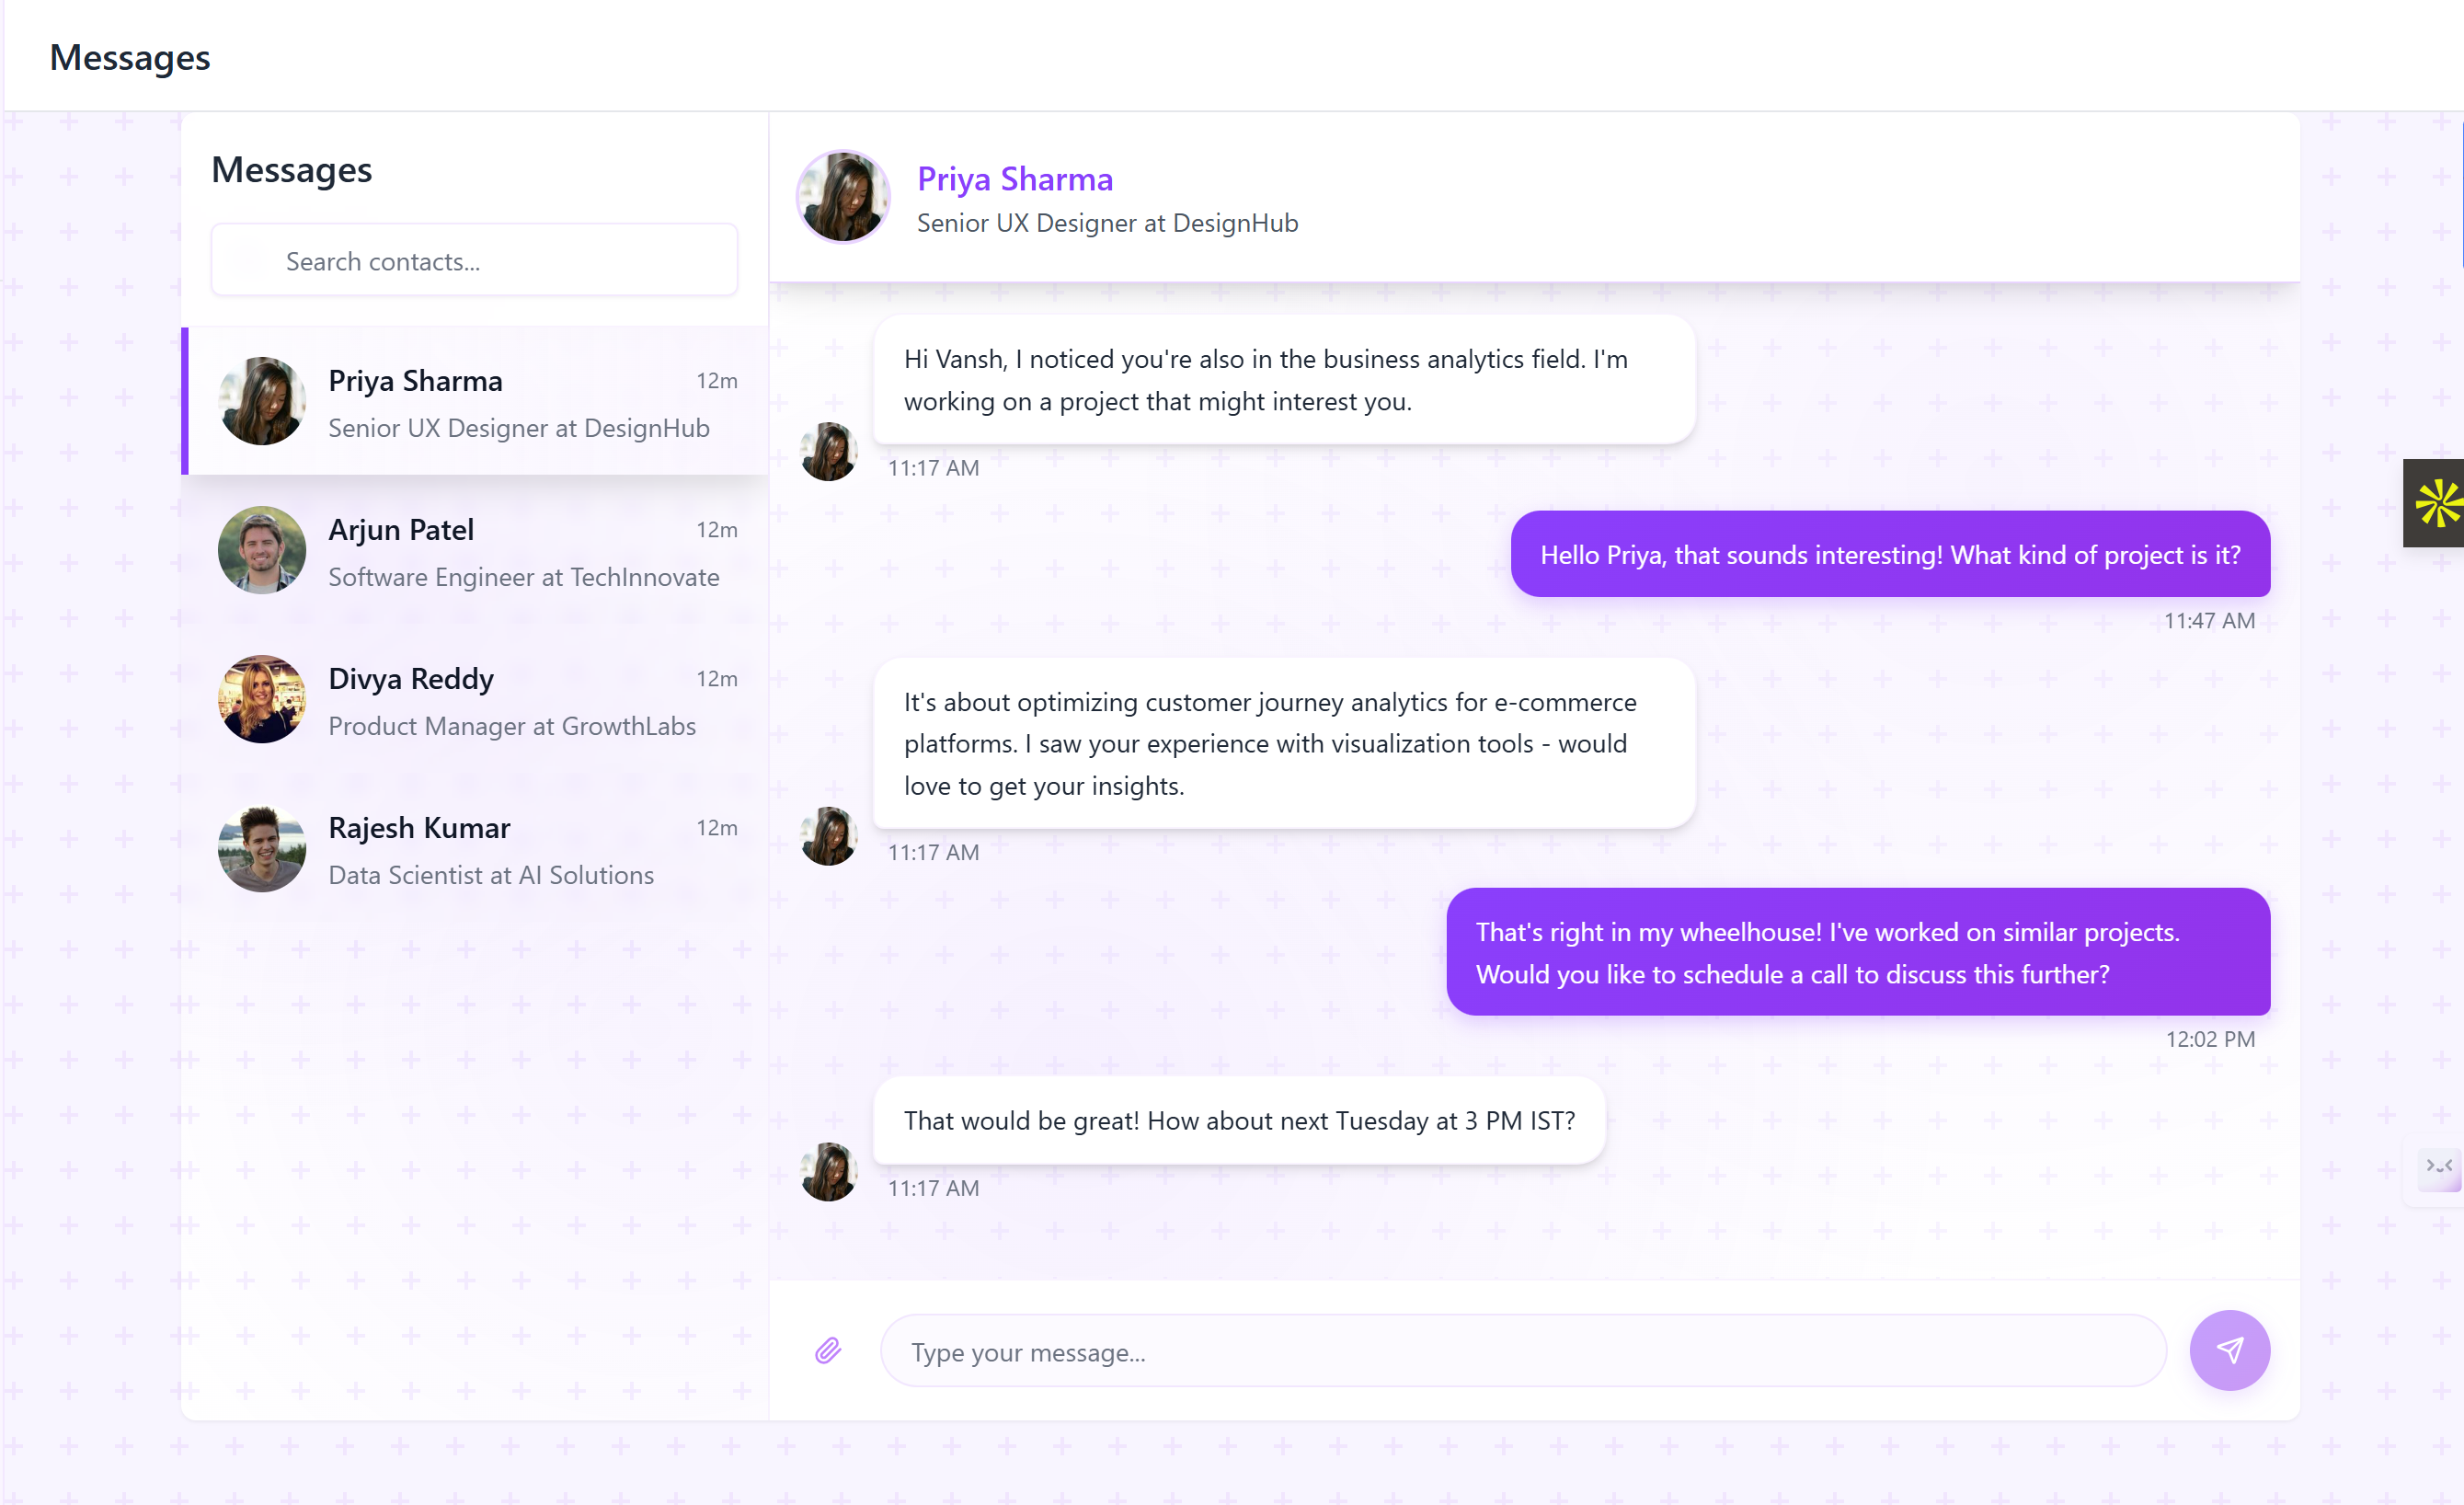 Messages
Messages
Search contacts...
Priya Sharma
12m
Senior UX Designer at DesignHub
Arjun Patel
12m
Software Engineer at TechInnovate
Divya Reddy
12m
Product Manager at GrowthLabs
Rajesh Kumar
12m
Data Scientist at AI Solutions
Priya Sharma
Senior UX Designer at DesignHub
Hi Vansh, I noticed you're also in the business analytics field. I'm
working on a project that might interest you.
11:17 AM
Hello Priya, that sounds interesting! What kind of project is it?
11:47 AM
It's about optimizing customer journey analytics for e-commerce
platforms. I saw your experience with visualization tools - would
love to get your insights.
11:17 AM
That's right in my wheelhouse! I've worked on similar projects.
Would you like to schedule a call to discuss this further?
12:02 PM
That would be great! How about next Tuesday at 3 PM IST?
11:17 AM
Type your message...